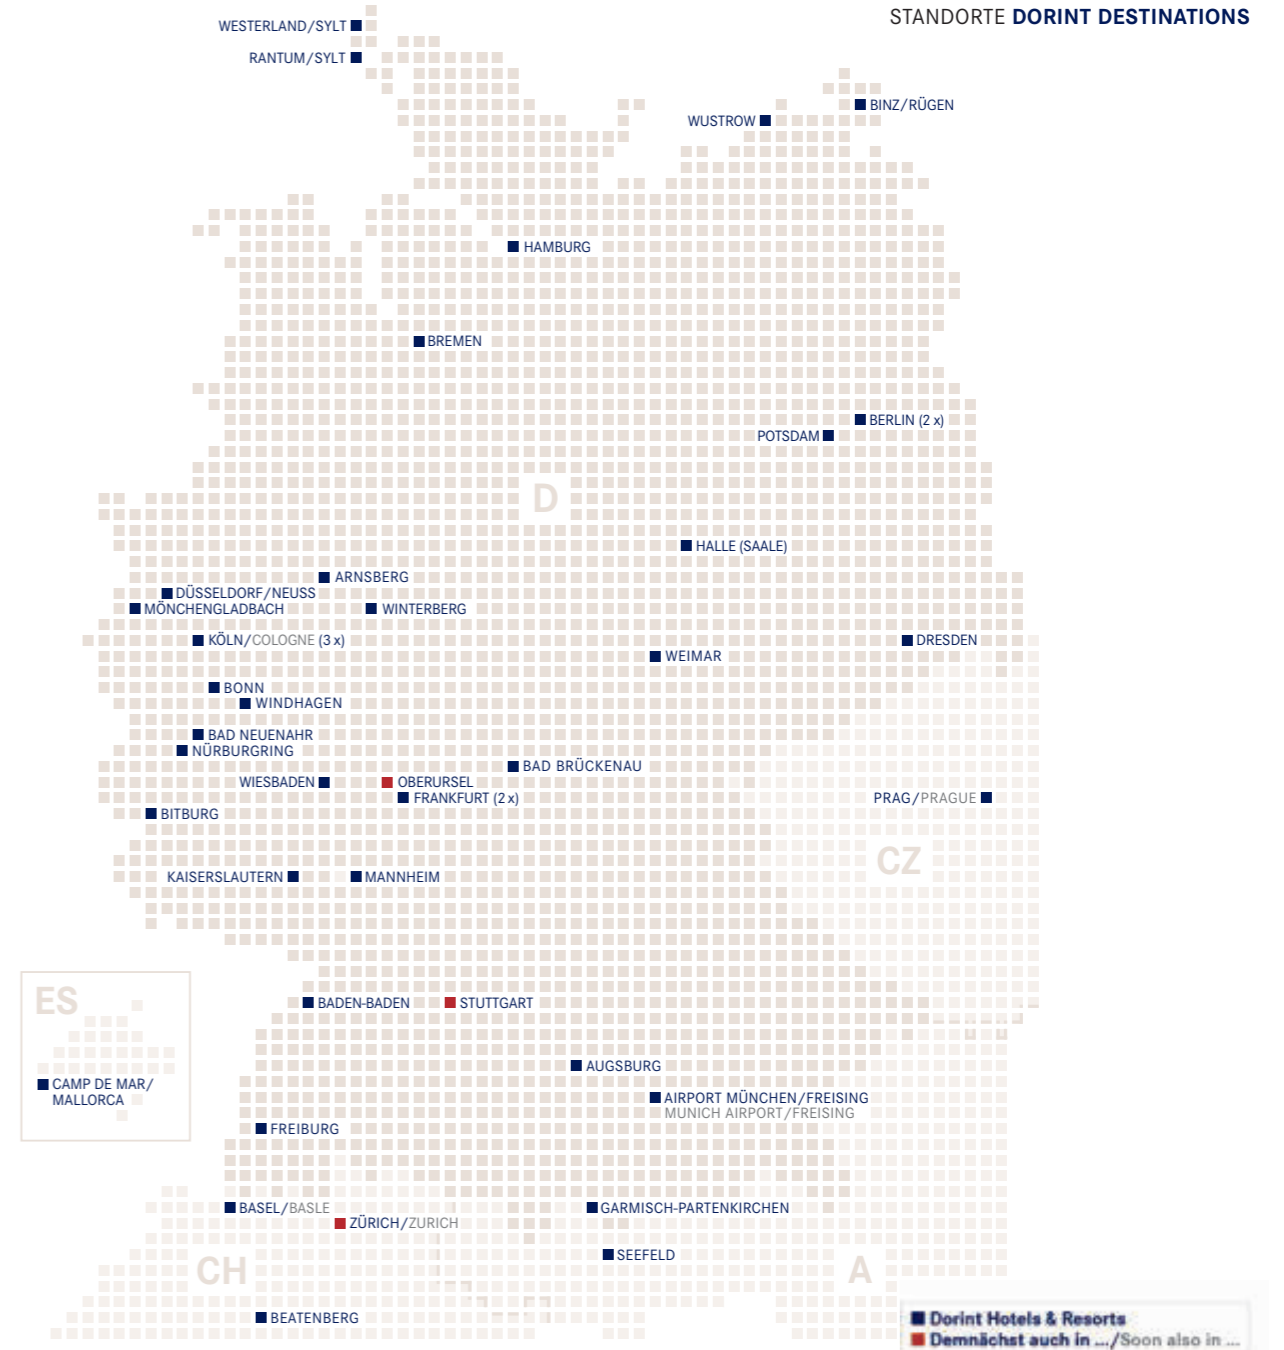 STANDORTE DORINT DESTINATIONS
WESTERLAND/SYLT
RANTUM/SYLT
BINZ/RÜGEN
WUSTROW
HAMBURG
BREMEN
BERLIN (2 x)
POTSDAM
D
HALLE (SAALE)
ARNSBERG
DÜSSELDORF/NEUSS
MÖNCHENGLADBACH
WINTERBERG
KÖLN/COLOGNE (3 x)
DRESDEN
WEIMAR
BONN
WINDHAGEN
BAD NEUENAHR
NÜRBURGRING
BAD BRÜCKENAU
WIESBADEN
OBERURSEL
FRANKFURT (2 x)
PRAG/PRAGUE
BITBURG
CZ
KAISERSLAUTERN
MANNHEIM
ES
BADEN-BADEN
STUTTGART
AUGSBURG
CAMP DE MAR/
MALLORCA
AIRPORT MÜNCHEN/FREISING
MUNICH AIRPORT/FREISING
FREIBURG
BASEL/BASLE
GARMISCH-PARTENKIRCHEN
ZÜRICH/ZURICH
SEEFELD
CH
A
BEATENBERG
Dorint Hotels & Resorts
Demnächst auch in .../Soon also in ...